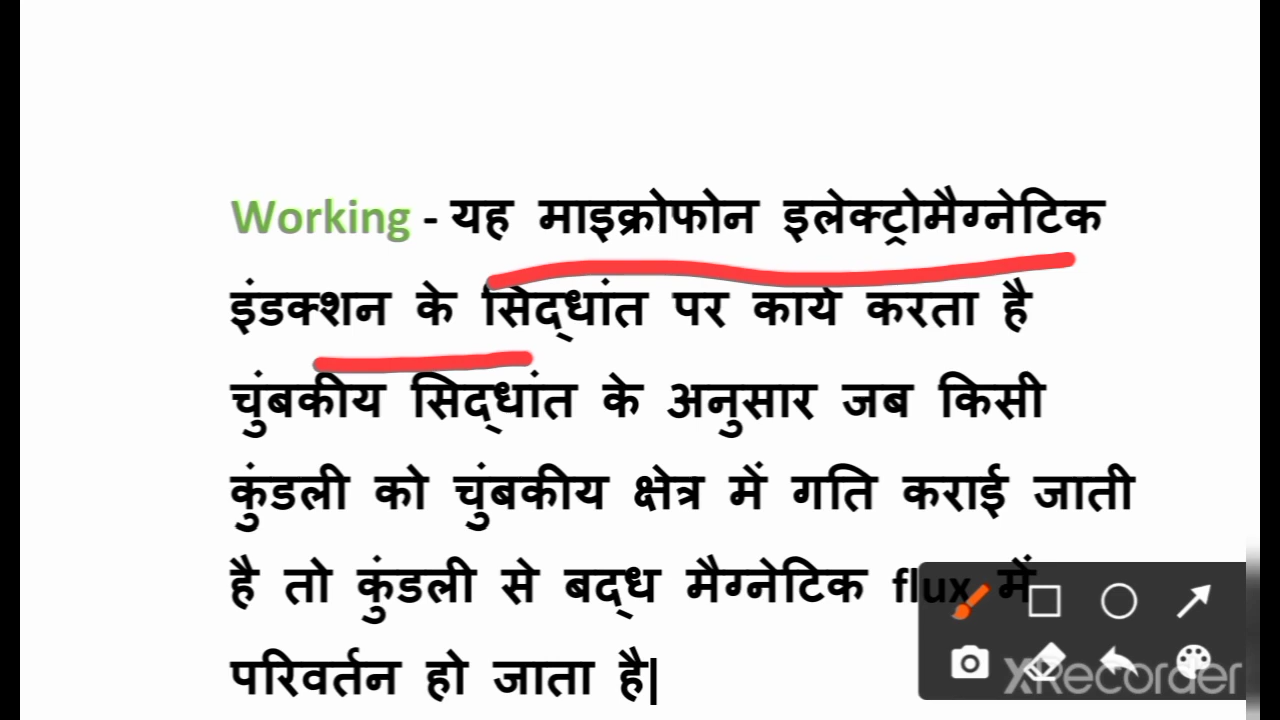 Working - यह माइक्रोफोन इलेक्ट्रोमैग्नेटिक
इंडक्शन के सिद्धांत पर कार्य करता है
चुंबकीय सिद्धांत के अनुसार जब किसी
कुंडली को चुंबकीय क्षेत्र में गति कराई जाती
है तो कुंडली से बद्ध मैग्नेटिक flux में
परिवर्तन हो जाता है|
XRecorder